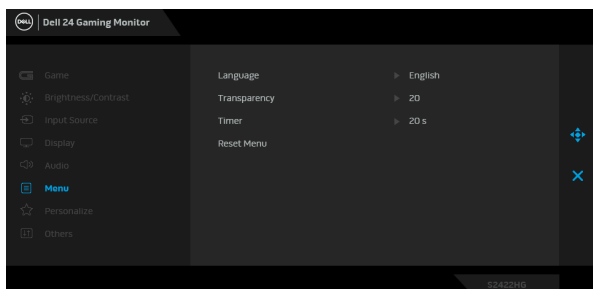 DELL Dell 24 Gaming Monitor
Game
Language English
Brightness/Contrast
Transparency 20
Input Source
Timer 20 s
Display
Reset Menu
Audio
Menu
Personalize
Others
S2422HG